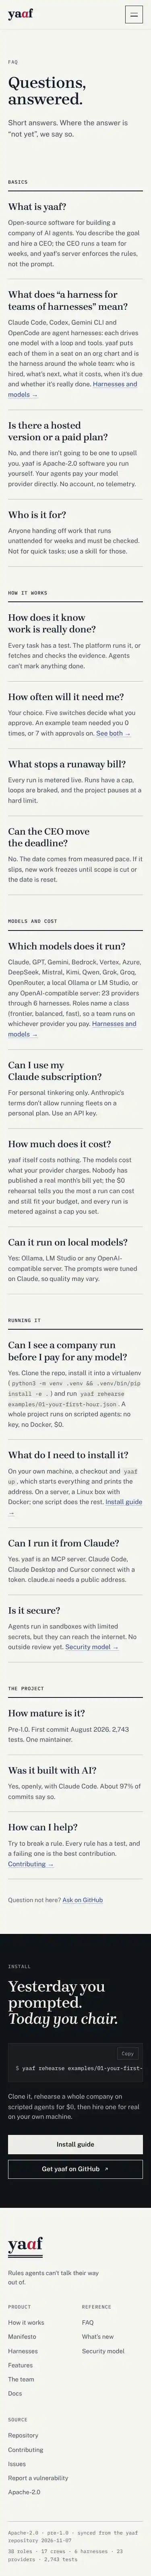 yaaf
FAQ
Questions,
answered.
Short answers. Where the answer is
“not yet”, we say so.
BASICS
What is yaaf?
Open-source software for building a
company of AI agents. You describe the goal
and hire a CEO; the CEO runs a team for
weeks, and yaaf's server enforces the rules,
not the prompt.
What does “a harness for
teams of harnesses” mean?
Claude Code, Codex, Gemini CLI and
OpenCode are agent harnesses: each drives
one model with a loop and tools. yaaf puts
each of them in a seat on an org chart and is
the harness around the whole team: who is
hired, what's next, what it costs, when it's due
and whether it's really done. Harnesses and
models →
Is there a hosted
version or a paid plan?
No, and there isn't going to be one to upsell
you. yaaf is Apache-2.0 software you run
yourself. Your agents pay your model
provider directly. No account, no telemetry.
Who is it for?
Anyone handing off work that runs
unattended for weeks and must be checked.
Not for quick tasks; use a skill for those.
HOW IT WORKS
How does it know
work is really done?
Every task has a test. The platform runs it, or
fetches and checks the evidence. Agents
can't mark anything done.
How often will it need me?
Your choice. Five switches decide what you
approve. An example team needed you 0
times, or 7 with approvals on. See both →
What stops a runaway bill?
Every run is metered live. Runs have a cap,
loops are braked, and the project pauses at a
hard limit.
Can the CEO move
the deadline?
No. The date comes from measured pace. If it
slips, new work freezes until scope is cut or
the date is reset.
MODELS AND COST
Which models does it run?
Claude, GPT, Gemini, Bedrock, Vertex, Azure,
DeepSeek, Mistral, Kimi, Qwen, Grok, Groq,
OpenRouter, a local Ollama or LM Studio, or
any OpenAI-compatible server: 23 providers
through 6 harnesses. Roles name a class
(frontier, balanced, fast), so a team runs on
whichever provider you pay. Harnesses and
models →
Can I use my
Claude subscription?
For personal tinkering only. Anthropic's
terms don't allow running fleets on a
personal plan. Use an API key.
How much does it cost?
yaaf itself costs nothing. The models cost
what your provider charges. Nobody has
published a real month's bill yet; the $0
rehearsal tells you the most a run can cost
and still fit your budget, and every run is
metered against a cap you set.
Can it run on local models?
Yes: Ollama, LM Studio or any OpenAI-
compatible server. The prompts were tuned
on Claude, so quality may vary.
RUNNING IT
Can I see a company run
before I pay for any model?
Yes. Clone the repo, install it into a virtualenv
( python3 -m venv .venv && .venv/bin/pip
install -e . ) and run yaaf rehearse
examples/01-your-first-hour.json . A
whole project runs on scripted agents: no
key, no Docker, $0.
What do I need to install it?
On your own machine, a checkout and yaaf
up , which starts everything and prints the
address. On a server, a Linux box with
Docker; one script does the rest. Install guide
→
Can I run it from Claude?
Yes. yaaf is an MCP server. Claude Code,
Claude Desktop and Cursor connect with a
token. claude.ai needs a public address.
Is it secure?
Agents run in sandboxes with limited
secrets, but they can reach the internet. No
outside review yet. Security model →
THE PROJECT
How mature is it?
Pre-1.0. First commit August 2026. 2,743
tests. One maintainer.
Was it built with AI?
Yes, openly, with Claude Code. About 97% of
commits say so.
How can I help?
Try to break a rule. Every rule has a test, and
a failing one is the best contribution.
Contributing →
Question not here? Ask on GitHub
INSTALL
Yesterday you
prompted.
Today you chair.
Copy
$ yaaf rehearse examples/01-your-first-
Clone it, rehearse a whole company on
scripted agents for $0, then hire one for real
on your own machine.
Install guide
Get yaaf on GitHub ↗
yaaf
Rules agents can't talk their way
out of.
PRODUCT
REFERENCE
How it works
FAQ
Manifesto
What's new
Harnesses
Security model
Features
The team
Docs
SOURCE
Repository
Contributing
Issues
Report a vulnerability
Apache-2.0
Apache-2.0 · pre-1.0 · synced from the yaaf
repository 2026-11-07
38 roles · 17 crews · 6 harnesses · 23
providers · 2,743 tests